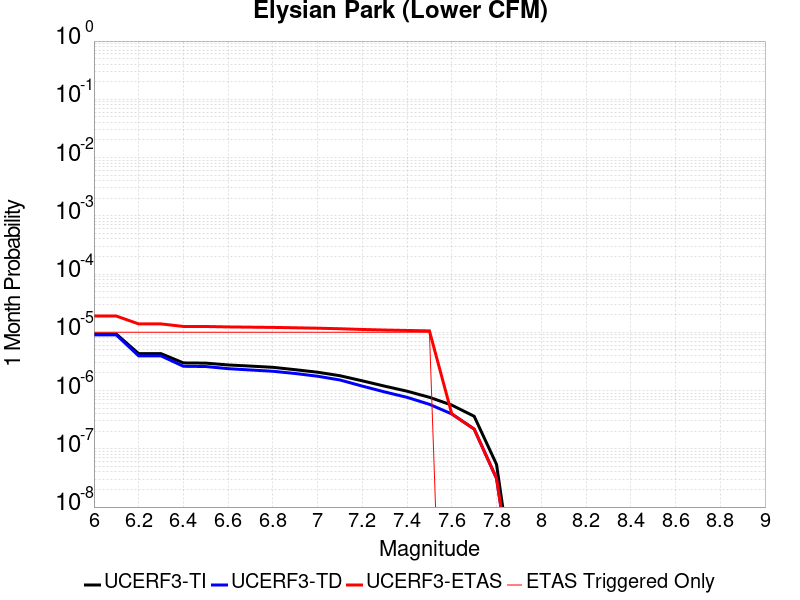 Elysian Park (Lower CFM)
10^0
10^-1
10^-2
10^-3
10^-4
10^-5
10^-6
10^-7
10^-8
1 Month Probability
6 6.2 6.4 6.6 6.8 7 7.2 7.4 7.6 7.8 8 8.2 8.4 8.6 8.8 9
Magnitude
UCERF3-TI UCERF3-TD UCERF3-ETAS ETAS Triggered Only